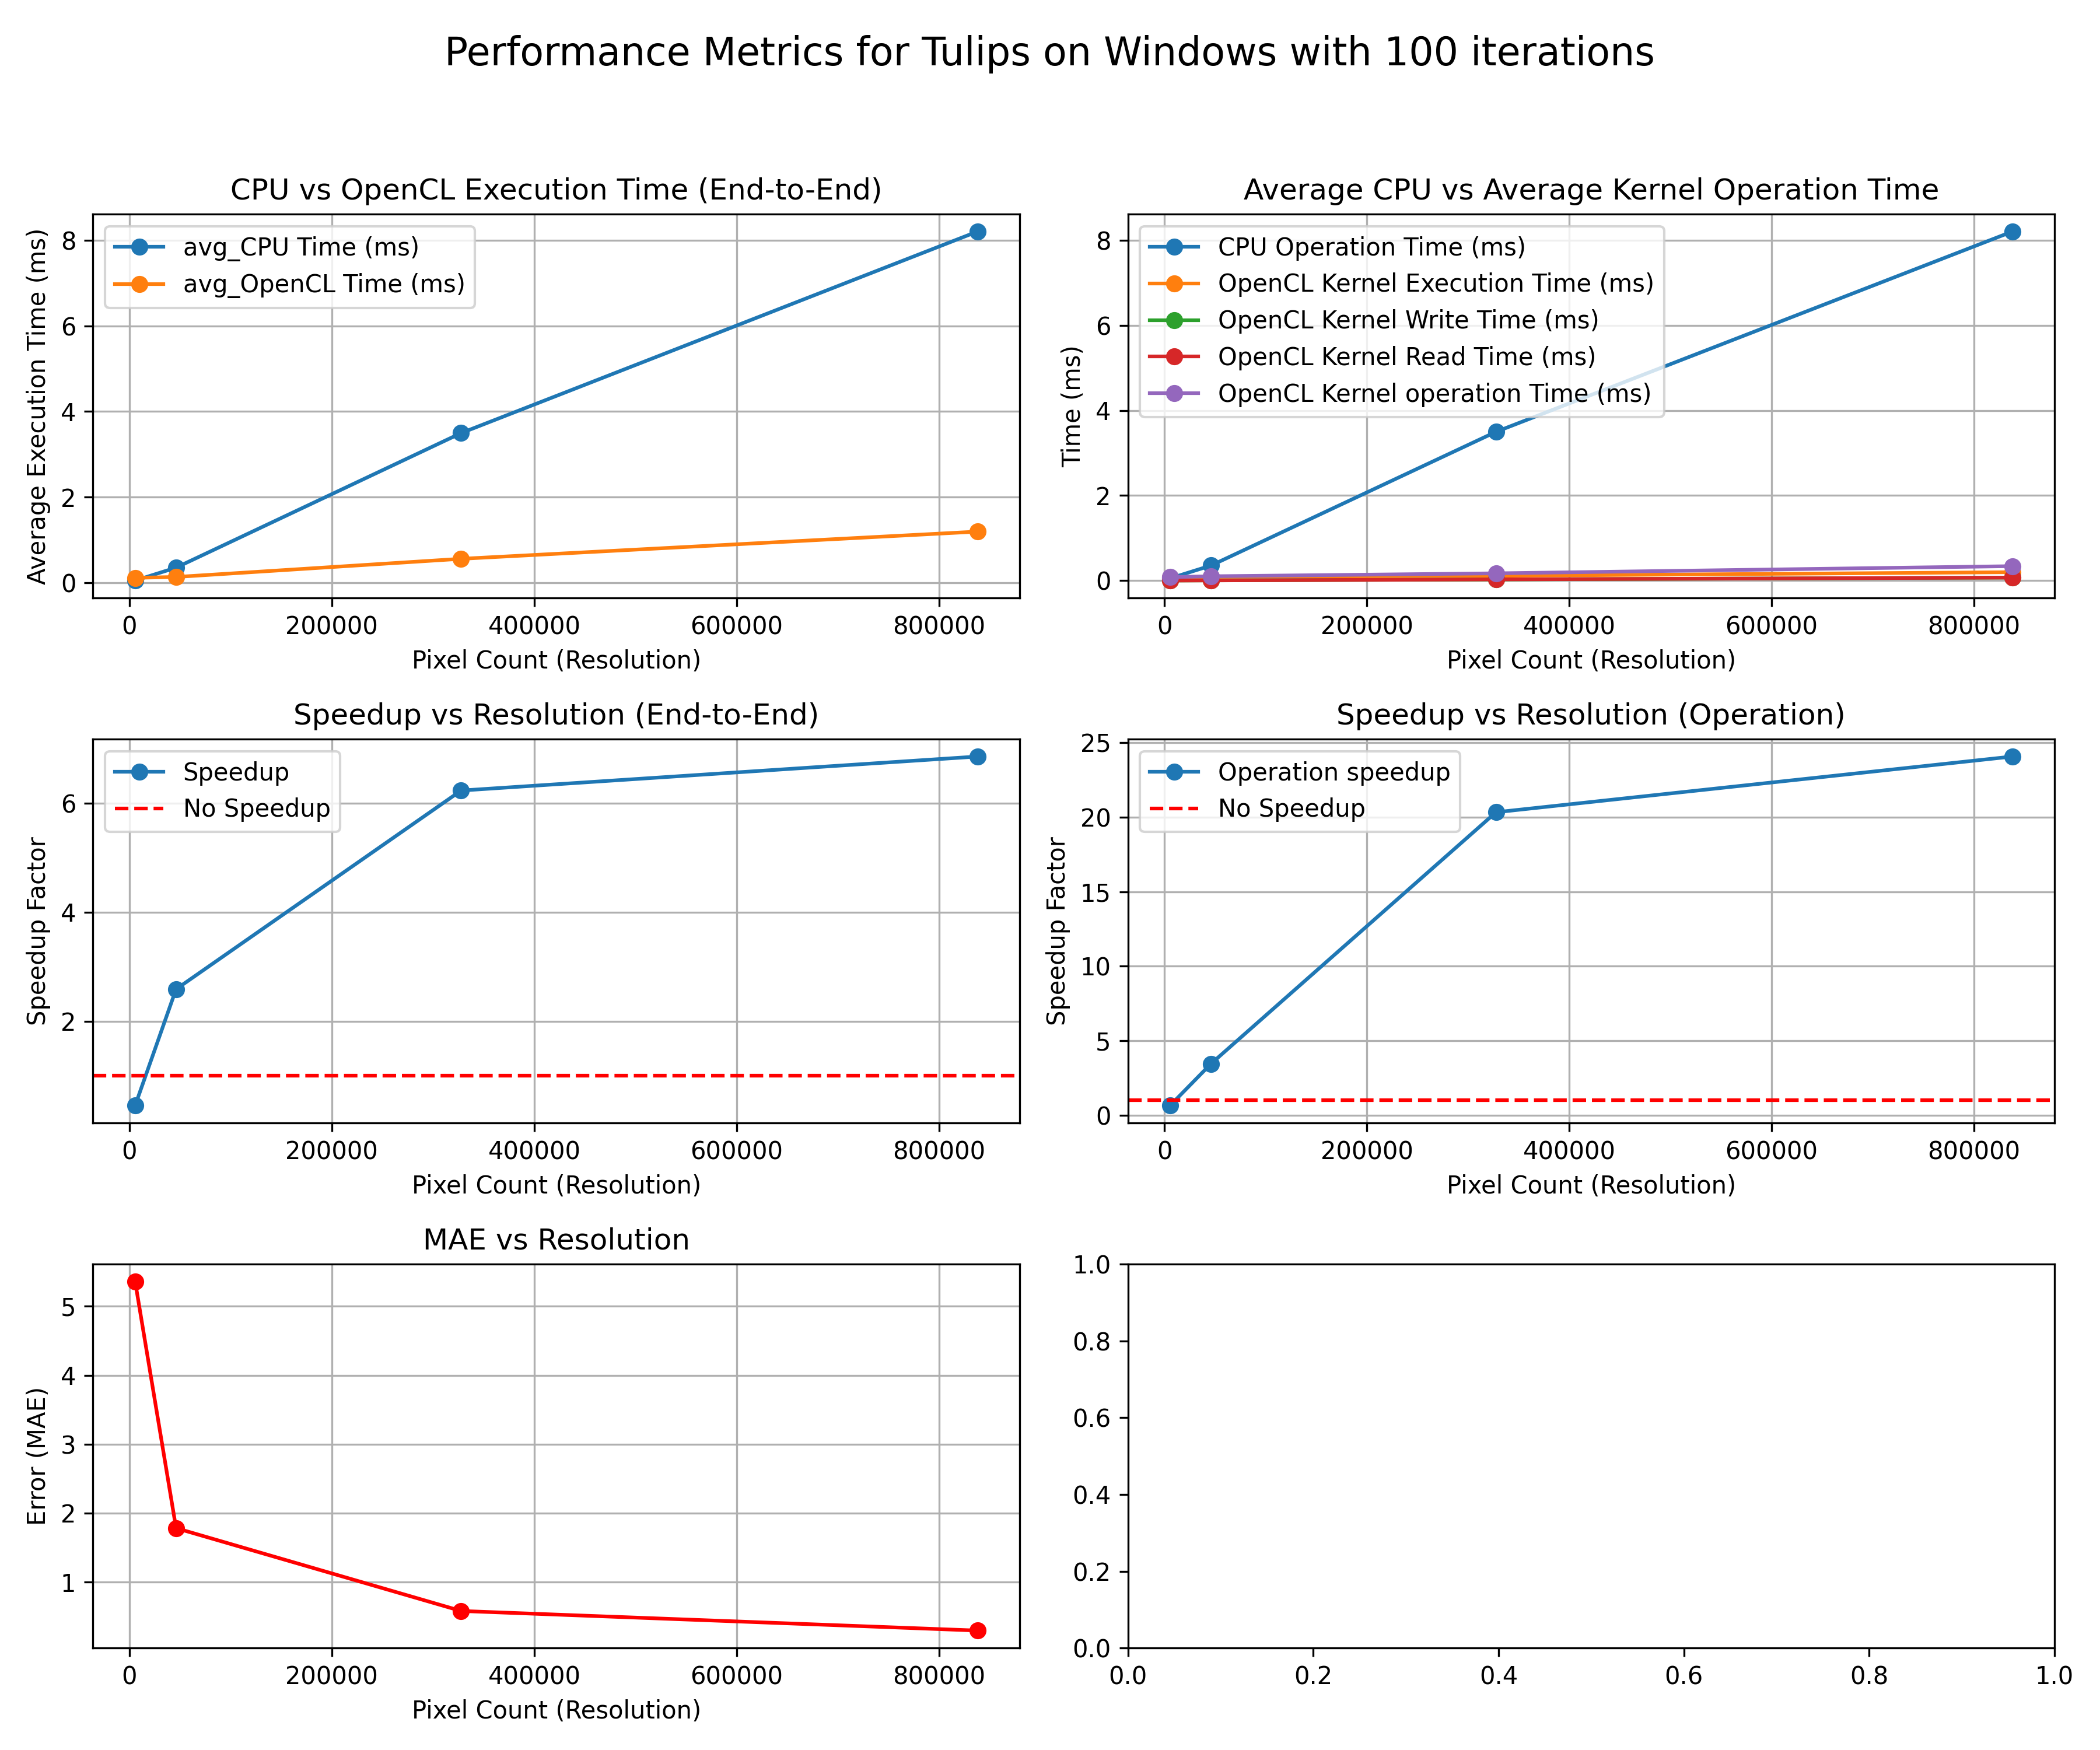 Performance Metrics for Tulips on Windows with 100 iterations
CPU vs OpenCL Execution Time (End-to-End)
Average Execution Time (ms)
8
6
4
2
0
avg_CPU Time (ms)
avg_OpenCL Time (ms)
0 200000 400000 600000 800000
Pixel Count (Resolution)
Average CPU vs Average Kernel Operation Time
Time (ms)
8
6
4
2
0
CPU Operation Time (ms)
OpenCL Kernel Execution Time (ms)
OpenCL Kernel Write Time (ms)
OpenCL Kernel Read Time (ms)
OpenCL Kernel operation Time (ms)
0 200000 400000 600000 800000
Pixel Count (Resolution)
Speedup vs Resolution (End-to-End)
Speedup Factor
6
4
2
Speedup
No Speedup
0 200000 400000 600000 800000
Pixel Count (Resolution)
Speedup vs Resolution (Operation)
Speedup Factor
25
20
15
10
5
0
Operation speedup
No Speedup
0 200000 400000 600000 800000
Pixel Count (Resolution)
MAE vs Resolution
Error (MAE)
5
4
3
2
1
0 200000 400000 600000 800000
Pixel Count (Resolution)
1.0
0.8
0.6
0.4
0.2
0.0
0.0 0.2 0.4 0.6 0.8 1.0